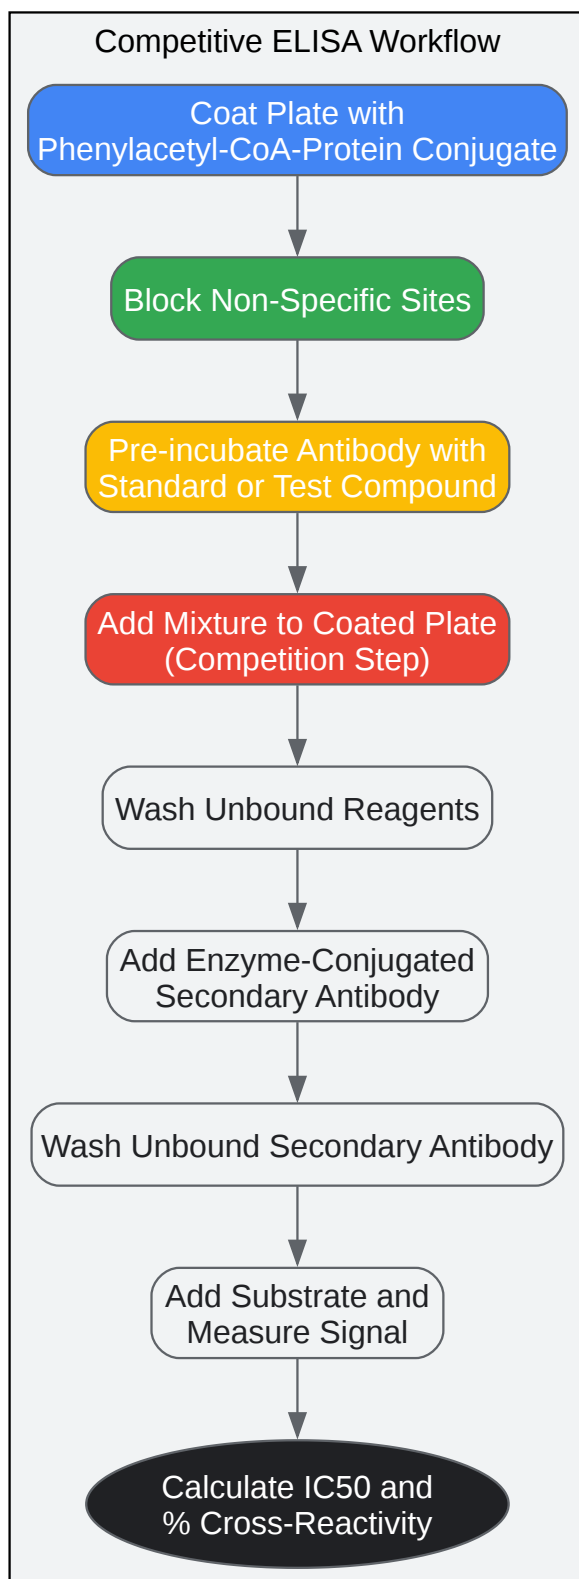 Competitive ELISA Workflow
Coat Plate with
Phenylacetyl-CoA-Protein Conjugate
Block Non-Specific Sites
Pre-incubate Antibody with
Standard or Test Compound
Add Mixture to Coated Plate
(Competition Step)
Wash Unbound Reagents
Add Enzyme-Conjugated
Secondary Antibody
Wash Unbound Secondary Antibody
Add Substrate and
Measure Signal
Calculate IC50 and
% Cross-Reactivity